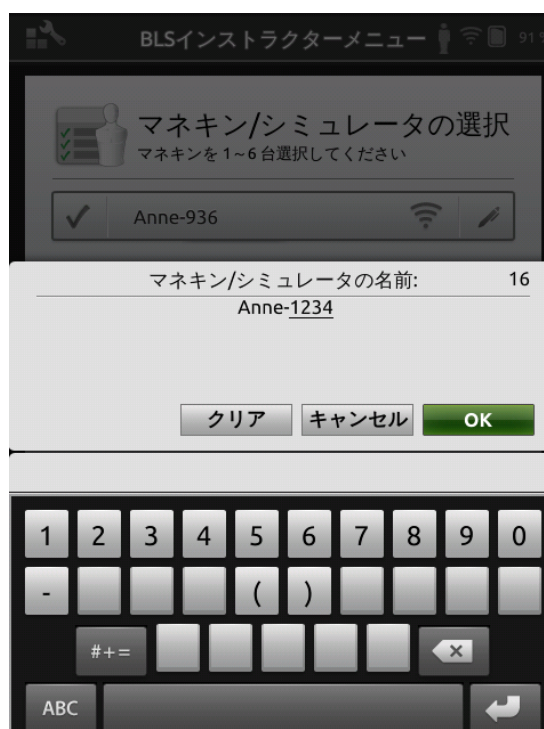 BLSインストラクターメニュー 91%
マネキン/シミュレータの選択
マネキンを 1~6 台選択してください
Anne-936
マネキン/シミュレータの名前: 16
Anne-1234
クリア キャンセル OK
1 2 3 4 5 6 7 8 9 0
- ( )
#+=
ABC